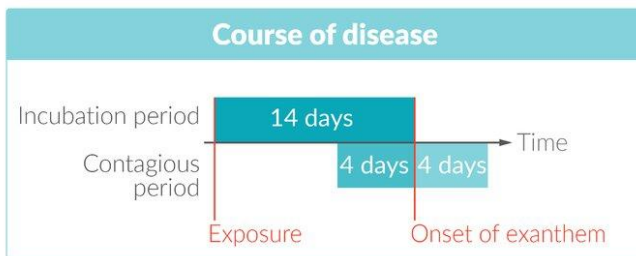 Course of disease
Incubation period
14 days
Time
Contagious
period
4 days
4 days
Exposure
Onset of exanthem